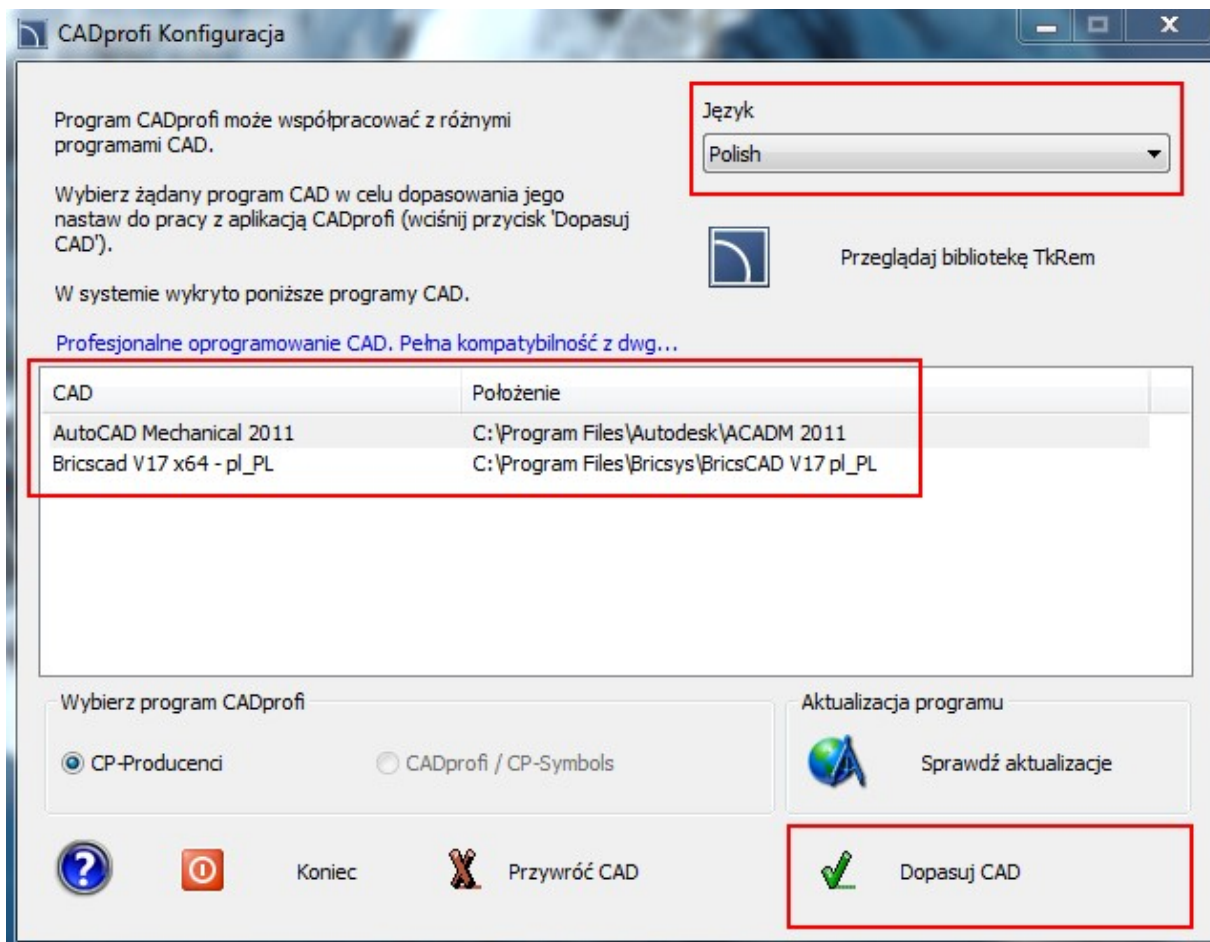 CADprofi Konfiguracja
Program CADprofi może współpracować z różnymi
programami CAD.
Wybierz żądany program CAD w celu dopasowania jego
nastaw do pracy z aplikacją CADprofi (wciśnij przycisk 'Dopasuj
CAD').
W systemie wykryto poniższe programy CAD.
Profesjonalne oprogramowanie CAD. Pełna kompatybilność z dwg...
Język
Polish
Przeglądaj bibliotekę TkRem
CAD Położenie
AutoCAD Mechanical 2011 C:\Program Files\Autodesk\ACADM 2011
Bricscad V17 x64 - pl_PL C:\Program Files\Bricsys\BricsCAD V17 pl_PL
Wybierz program CADprofi
CP-Producenci CADprofi / CP-Symbols
Aktualizacja programu
Sprawdź aktualizacje
Koniec Przywróć CAD Dopasuj CAD